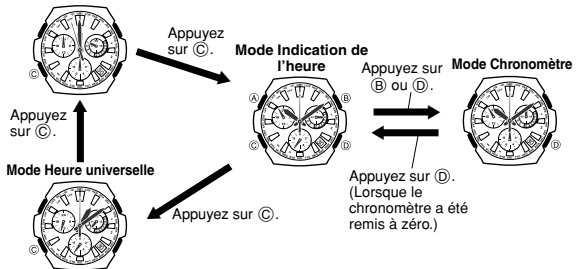 Appuyez
sur Ⓒ.
Mode Indication de
l'heure
Appuyez sur
Ⓑ ou Ⓓ.
Mode Chronomètre
Ⓒ
Ⓐ
Ⓑ
Appuyez
sur Ⓒ.
Ⓒ
Ⓓ
Ⓓ
Mode Heure universelle
Appuyez sur Ⓒ.
Appuyez sur Ⓓ.
(Lorsque le
chronomètre a été
remis à zéro.)
Ⓒ